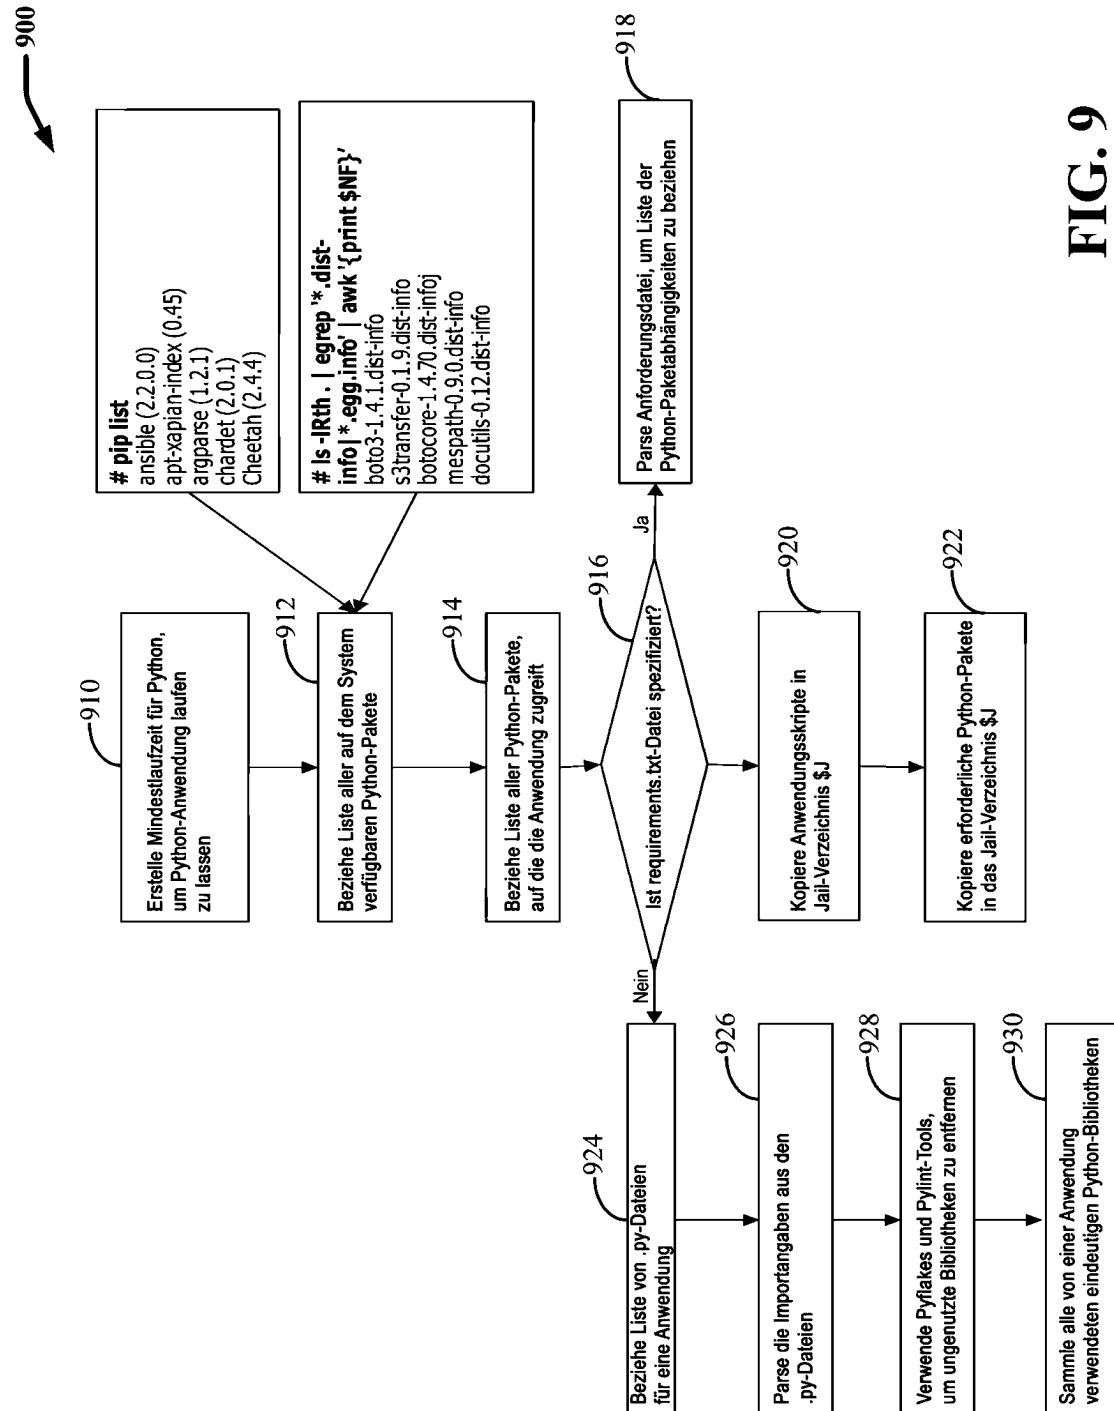 900
910
Erstelle Mindestlaufzeit für Python,
um Python-Anwendung laufen
zu lassen
# pip list
ansible (2.2.0.0)
apt-xapian-index (0.45)
argparse (1.2.1)
chardet (2.0.1)
Cheetah (2.4.4)
# ls -lRth . | egrep '*.dist-
info|*.egg.info' | awk '{print $NF}'
boto3-1.4.1.dist-info
s3transfer-0.1.9.dist-info
botocore-1.4.70.dist-infoj
mespath-0.9.0.dist-info
docutils-0.12.dist-info
912
Beziehe Liste aller auf dem System
verfügbaren Python-Pakete
914
Beziehe Liste aller Python-Pakete,
auf die die Anwendung zugreift
916
Ist requirements.txt-Datei spezifiziert?
Ja
918
Parse Anforderungsdatei, um Liste der
Python-Paketabhängigkeiten zu beziehen
920
Kopiere Anwendungsskripte in
Jail-Verzeichnis $J
922
Kopiere erforderliche Python-Pakete
in das Jail-Verzeichnis $J
Nein
924
Beziehe Liste von .py-Dateien
für eine Anwendung
926
Parse die Importangaben aus den
.py-Dateien
928
Verwende Pyflakes und Pylint-Tools,
um ungenutzte Bibliotheken zu entfernen
930
Sammle alle von einer Anwendung
verwendeten eindeutigen Python-Bibliotheken
FIG. 9